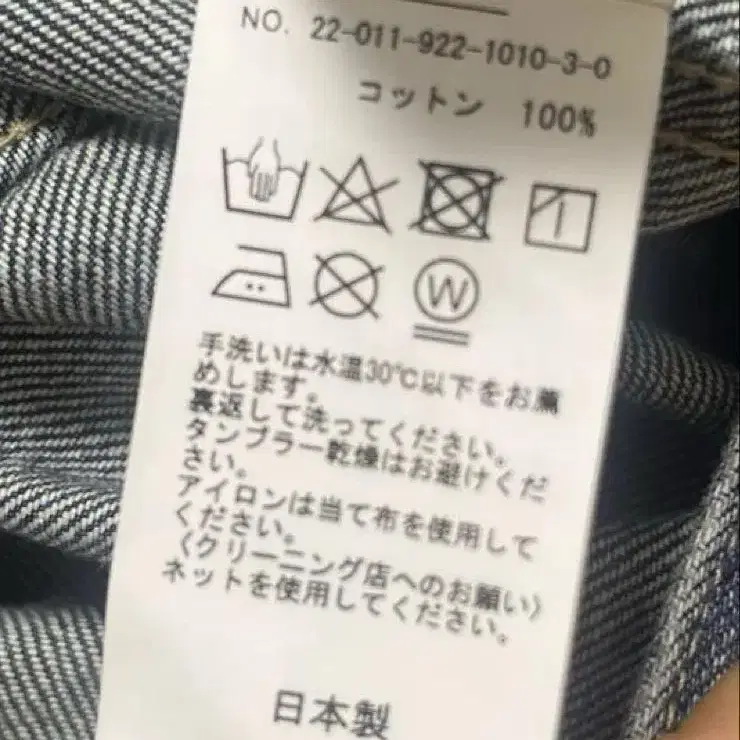 NO. 22-011-922-1010-3-0
コットン 100%
W
手洗いは水温30℃以下をお薦
めします。
裏返して洗ってください。
タンブラー乾燥はお避けくだ
さい。
アイロンは当て布を使用して
ください。
〈クリーニング店へのお願い〉
ネットを使用してください。
日本製